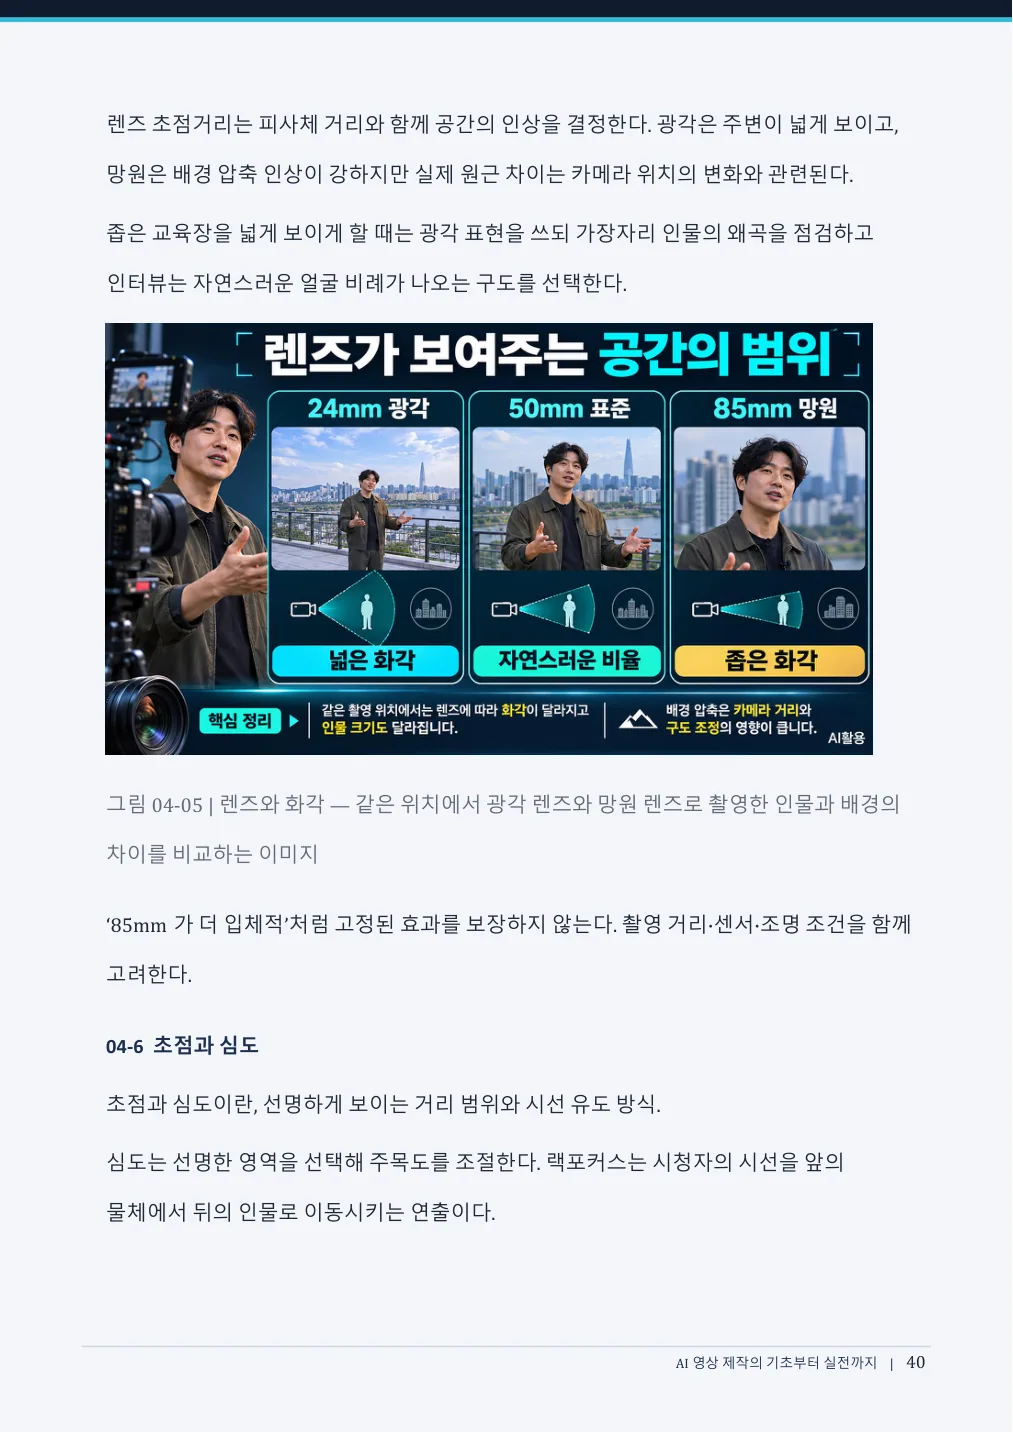 렌즈 초점거리는 피사체 거리와 함께 공간의 인상을 결정한다. 광각은 주변이 넓게 보이고,
망원은 배경 압축 인상이 강하지만 실제 원근 차이는 카메라 위치의 변화와 관련된다.
좁은 교육장을 넓게 보이게 할 때는 광각 표현을 쓰되 가장자리 인물의 왜곡을 점검하고
인터뷰는 자연스러운 얼굴 비례가 나오는 구도를 선택한다.
렌즈가 보여주는 공간의 범위
24mm 광각
50mm 표준
85mm 망원
넓은 화각
자연스러운 비율
좁은 화각
핵심 정리
같은 촬영 위치에서는 렌즈에 따라 화각이 달라지고
인물 크기도 달라집니다.
배경 압축은 카메라 거리와
구도 조정의 영향이 큽니다.
AI활용
그림 04-05 | 렌즈와 화각 — 같은 위치에서 광각 렌즈와 망원 렌즈로 촬영한 인물과 배경의
차이를 비교하는 이미지
‘85mm 가 더 입체적’처럼 고정된 효과를 보장하지 않는다. 촬영 거리·센서·조명 조건을 함께
고려한다.
04-6 초점과 심도
초점과 심도이란, 선명하게 보이는 거리 범위와 시선 유도 방식.
심도는 선명한 영역을 선택해 주목도를 조절한다. 랙포커스는 시청자의 시선을 앞의
물체에서 뒤의 인물로 이동시키는 연출이다.
AI 영상 제작의 기초부터 실전까지 | 40